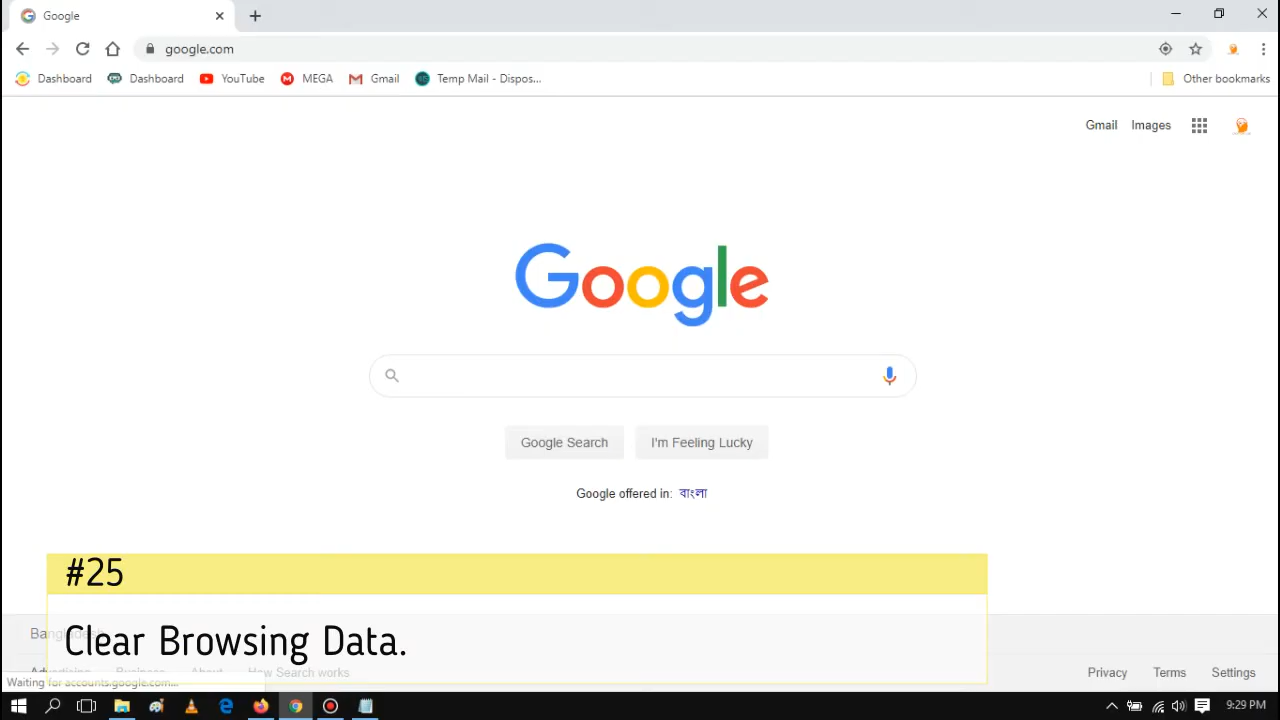 Google
google.com
Dashboard Dashboard YouTube MEGA Gmail Temp Mail - Dispos... Other bookmarks
Gmail Images
Google
Google Search I'm Feeling Lucky
Google offered in: বাংলা
#25
Bangladesh
Clear Browsing Data.
Advertising Business About How Search works Privacy Terms Settings
Waiting for accounts.google.com...
9:29 PM